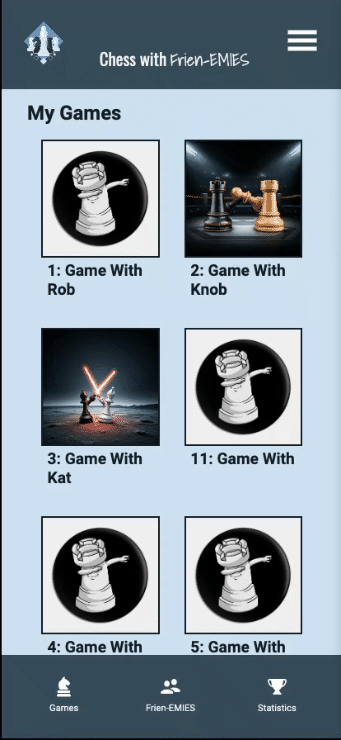 Chess with Frien-EMIES
My Games
1: Game With
Rob
2: Game With
Knob
3: Game With
Kat
11: Game With
4: Game With
5: Game With
Games
Frien-EMIES
Statistics